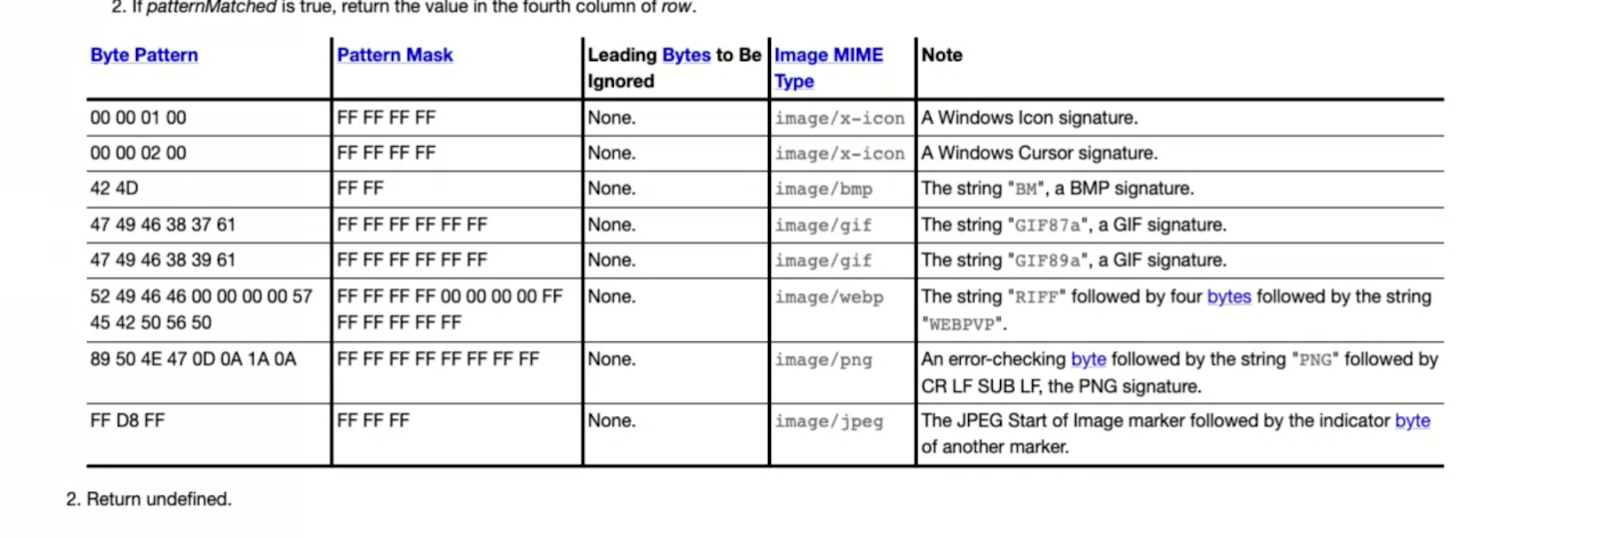 2. If patternMatched is true, return the value in the fourth column of row.
Byte Pattern Pattern Mask Leading Bytes to Be Ignored Image MIME Type Note
00 00 01 00 FF FF FF FF None. image/x-icon A Windows Icon signature.
00 00 02 00 FF FF FF FF None. image/x-icon A Windows Cursor signature.
42 4D FF FF None. image/bmp The string "BM", a BMP signature.
47 49 46 38 37 61 FF FF FF FF FF FF None. image/gif The string "GIF87a", a GIF signature.
47 49 46 38 39 61 FF FF FF FF FF FF None. image/gif The string "GIF89a", a GIF signature.
52 49 46 46 00 00 00 00 57 FF FF FF FF 00 00 00 00 FF None. image/webp The string "RIFF" followed by four bytes followed by the string
45 42 50 56 50 FF FF FF FF FF "WEBPVP".
89 50 4E 47 0D 0A 1A 0A FF FF FF FF FF FF FF FF None. image/png An error-checking byte followed by the string "PNG" followed by
CR LF SUB LF, the PNG signature.
FF D8 FF FF FF FF None. image/jpeg The JPEG Start of Image marker followed by the indicator byte
of another marker.
2. Return undefined.